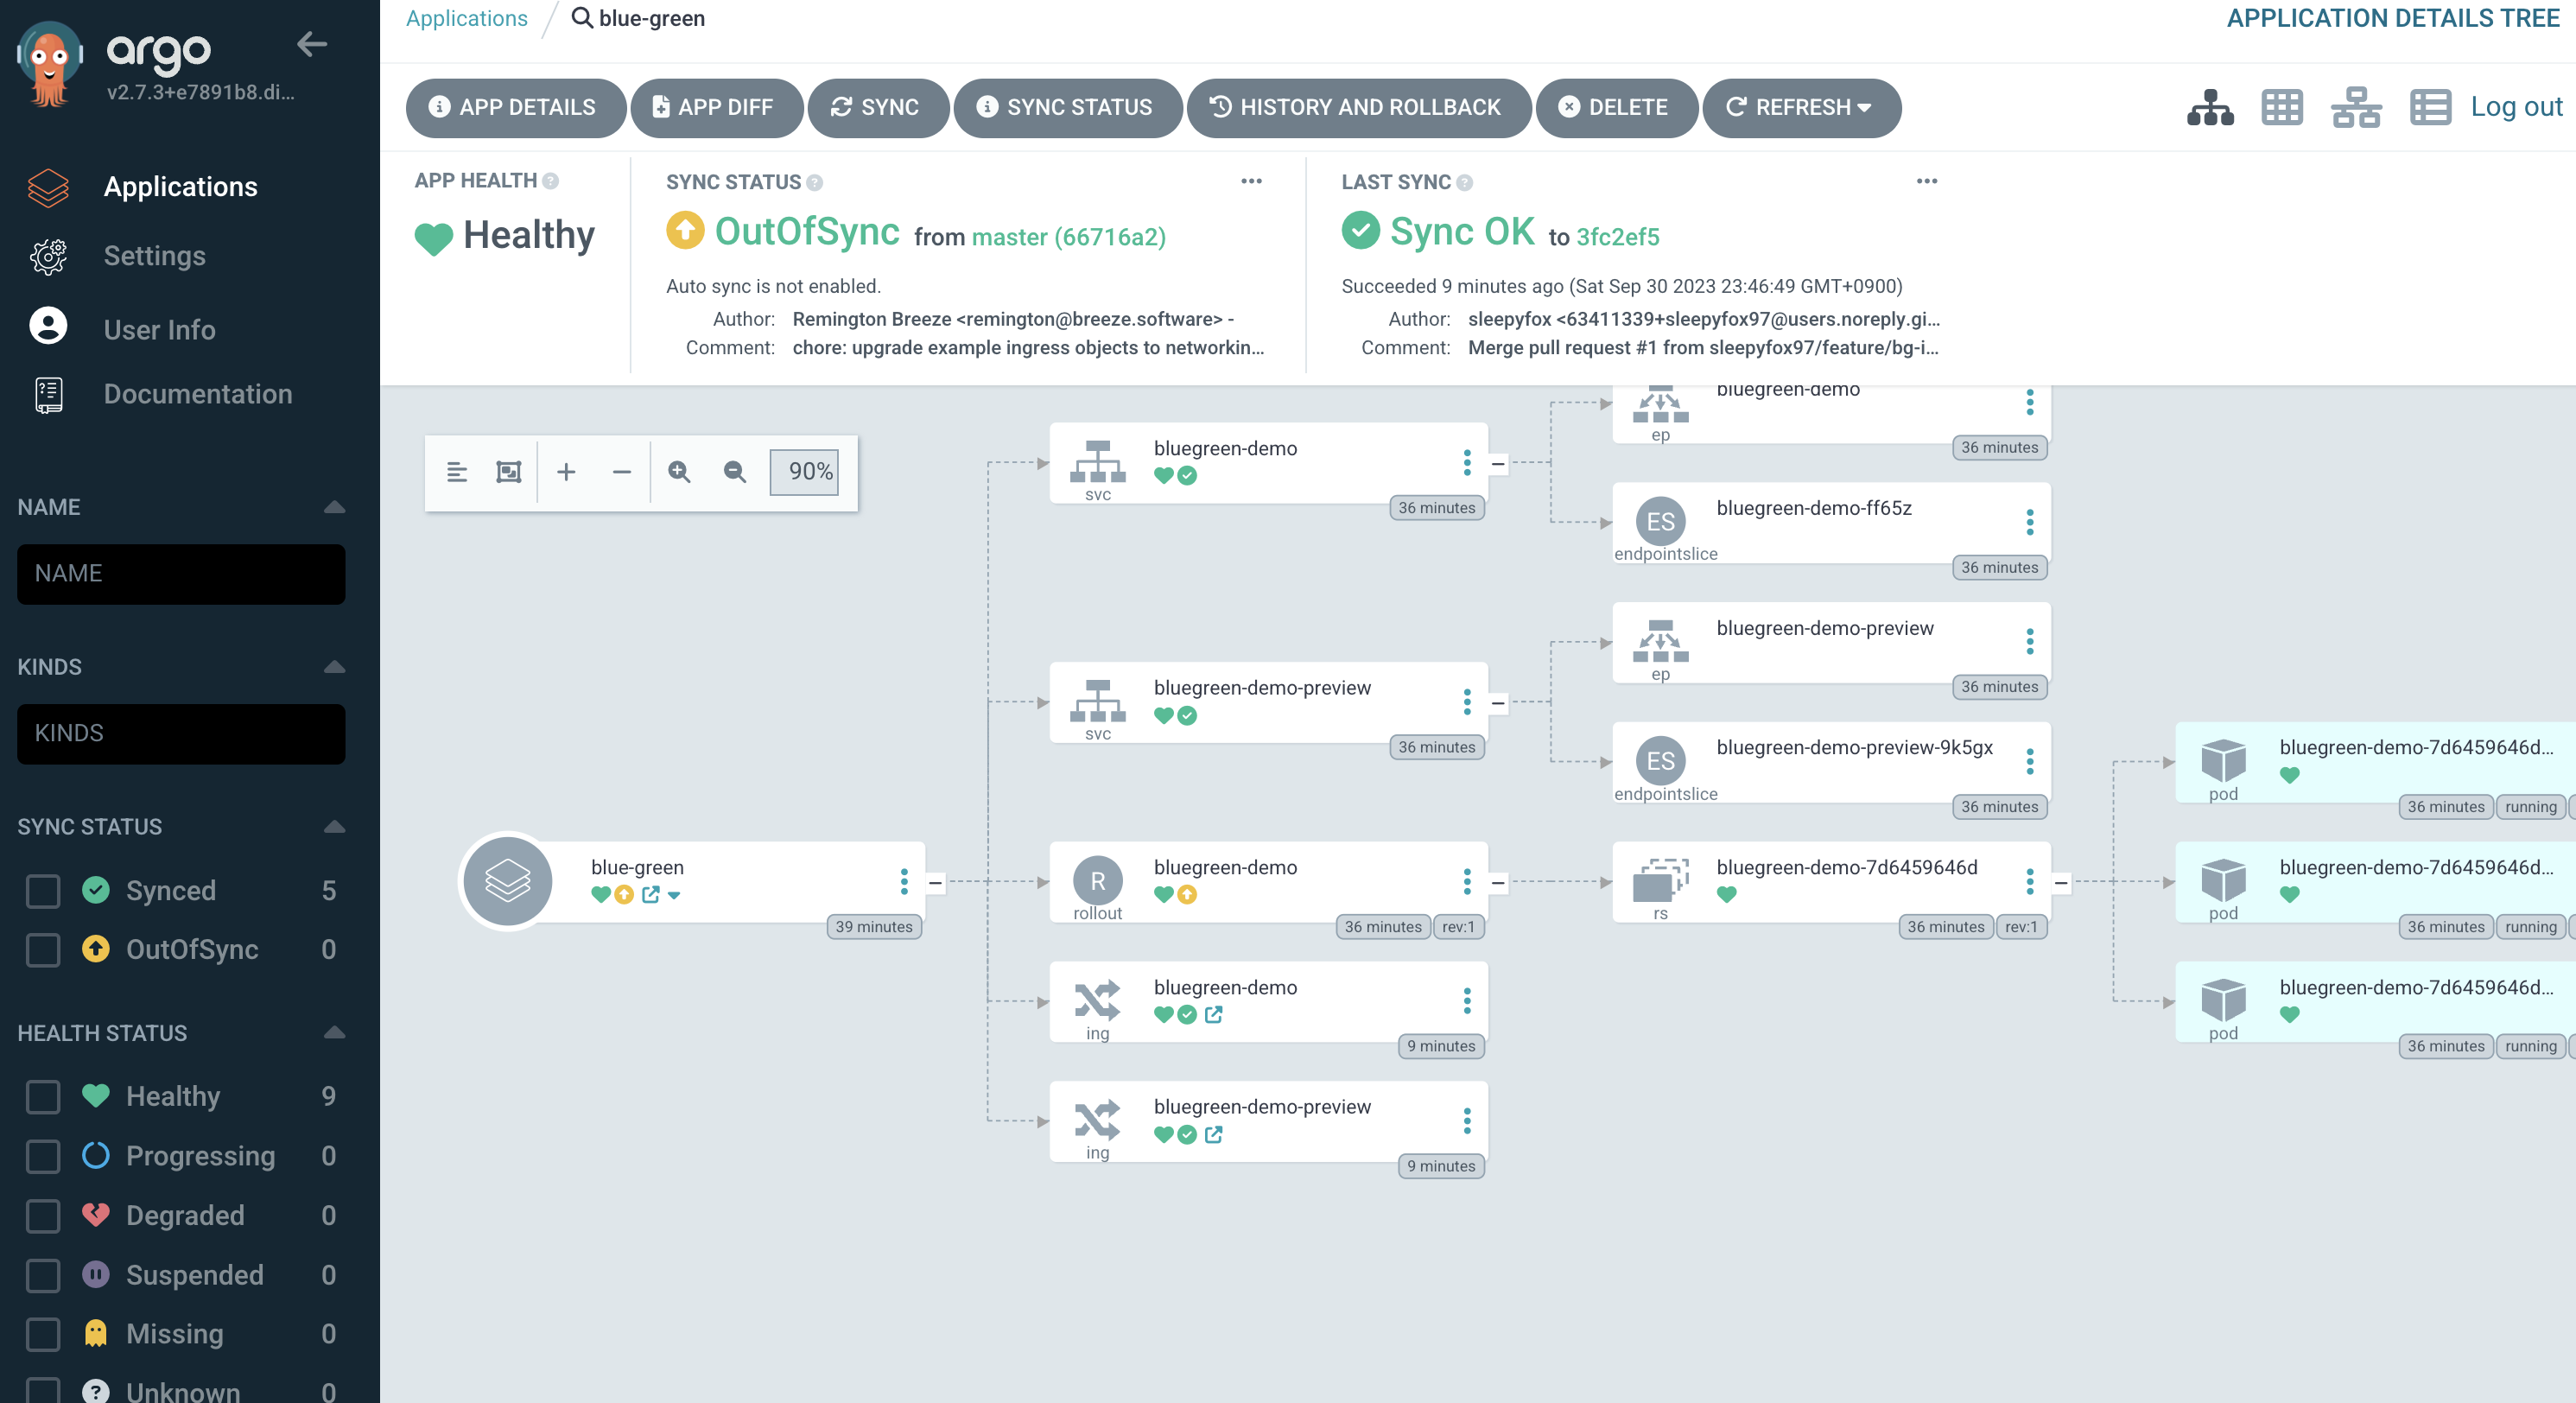 argo
v2.7.3+e7891b8.di...
Applications
Settings
User Info
Documentation
NAME
NAME
KINDS
KINDS
SYNC STATUS
Synced 5
OutOfSync 0
HEALTH STATUS
Healthy 9
Progressing 0
Degraded 0
Suspended 0
Missing 0
Unknown 0
Applications / blue-green
APPLICATION DETAILS TREE
APP DETAILS APP DIFF SYNC SYNC STATUS HISTORY AND ROLLBACK DELETE REFRESH
Log out
APP HEALTH
Healthy
SYNC STATUS
OutOfSync from master (66716a2)
Auto sync is not enabled.
Author: Remington Breeze <remington@breeze.software> -
Comment: chore: upgrade example ingress objects to networkin...
LAST SYNC
Sync OK to 3fc2ef5
Succeeded 9 minutes ago (Sat Sep 30 2023 23:46:49 GMT+0900)
Author: sleepyfox <63411339+sleepyfox97@users.noreply.gi...
Comment: Merge pull request #1 from sleepyfox97/feature/bg-i...
90%
blue-green
39 minutes
bluegreen-demo
svc
36 minutes
bluegreen-demo-preview
svc
36 minutes
R
bluegreen-demo
rollout
36 minutes rev:1
bluegreen-demo
ing
9 minutes
bluegreen-demo-preview
ing
9 minutes
bluegreen-demo
ep
36 minutes
ES
bluegreen-demo-ff65z
endpointslice
36 minutes
bluegreen-demo-preview
ep
36 minutes
ES
bluegreen-demo-preview-9k5gx
endpointslice
36 minutes
bluegreen-demo-7d6459646d
rs
36 minutes rev:1
bluegreen-demo-7d6459646d...
pod
36 minutes running
bluegreen-demo-7d6459646d...
pod
36 minutes running
bluegreen-demo-7d6459646d...
pod
36 minutes running